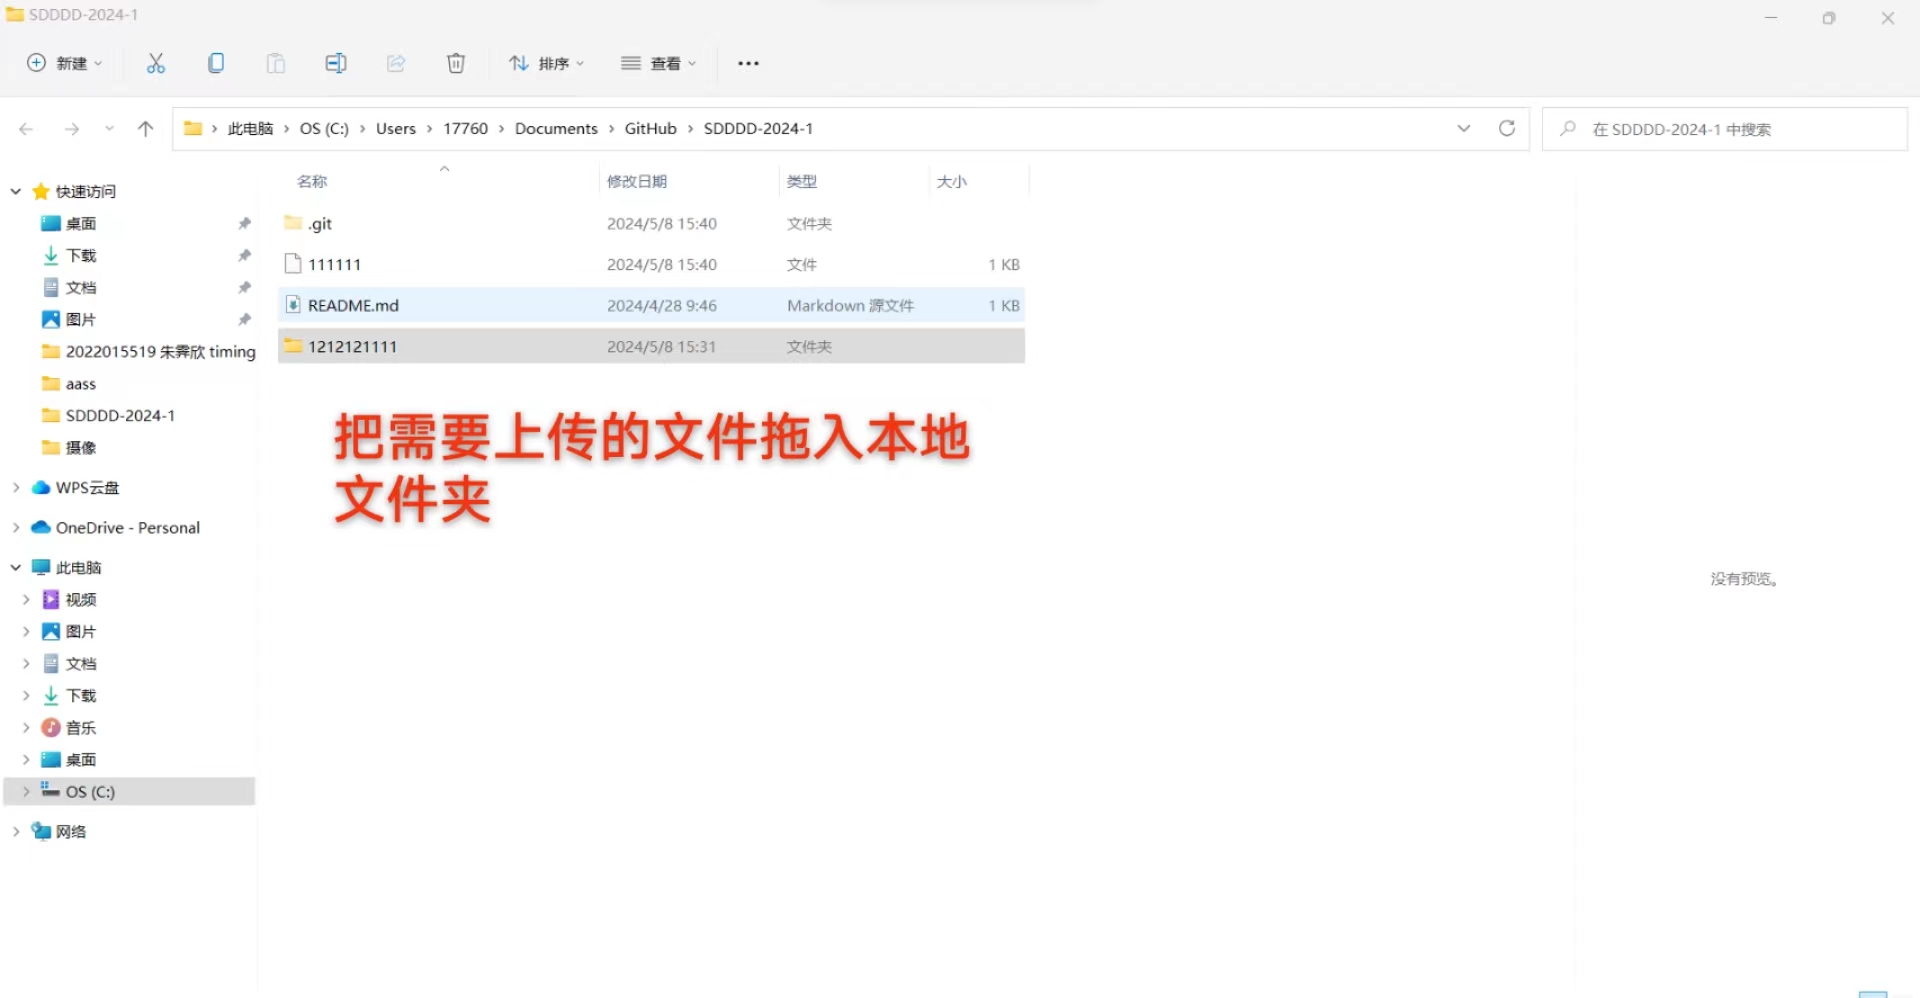 SDDDD-2024-1
新建 排序 查看
此电脑 OS (C:) Users 17760 Documents GitHub SDDDD-2024-1
在 SDDDD-2024-1 中搜索
名称 修改日期 类型 大小
.git 2024/5/8 15:40 文件夹
111111 2024/5/8 15:40 文件 1 KB
README.md 2024/4/28 9:46 Markdown 源文件 1 KB
1212121111 2024/5/8 15:31 文件夹
把需要上传的文件拖入本地
文件夹
快速访问
桌面
下载
文档
图片
2022015519 朱霁欣 timing
aass
SDDDD-2024-1
摄像
WPS云盘
OneDrive - Personal
此电脑
视频
图片
文档
下载
音乐
桌面
OS (C:)
网络
没有预览。